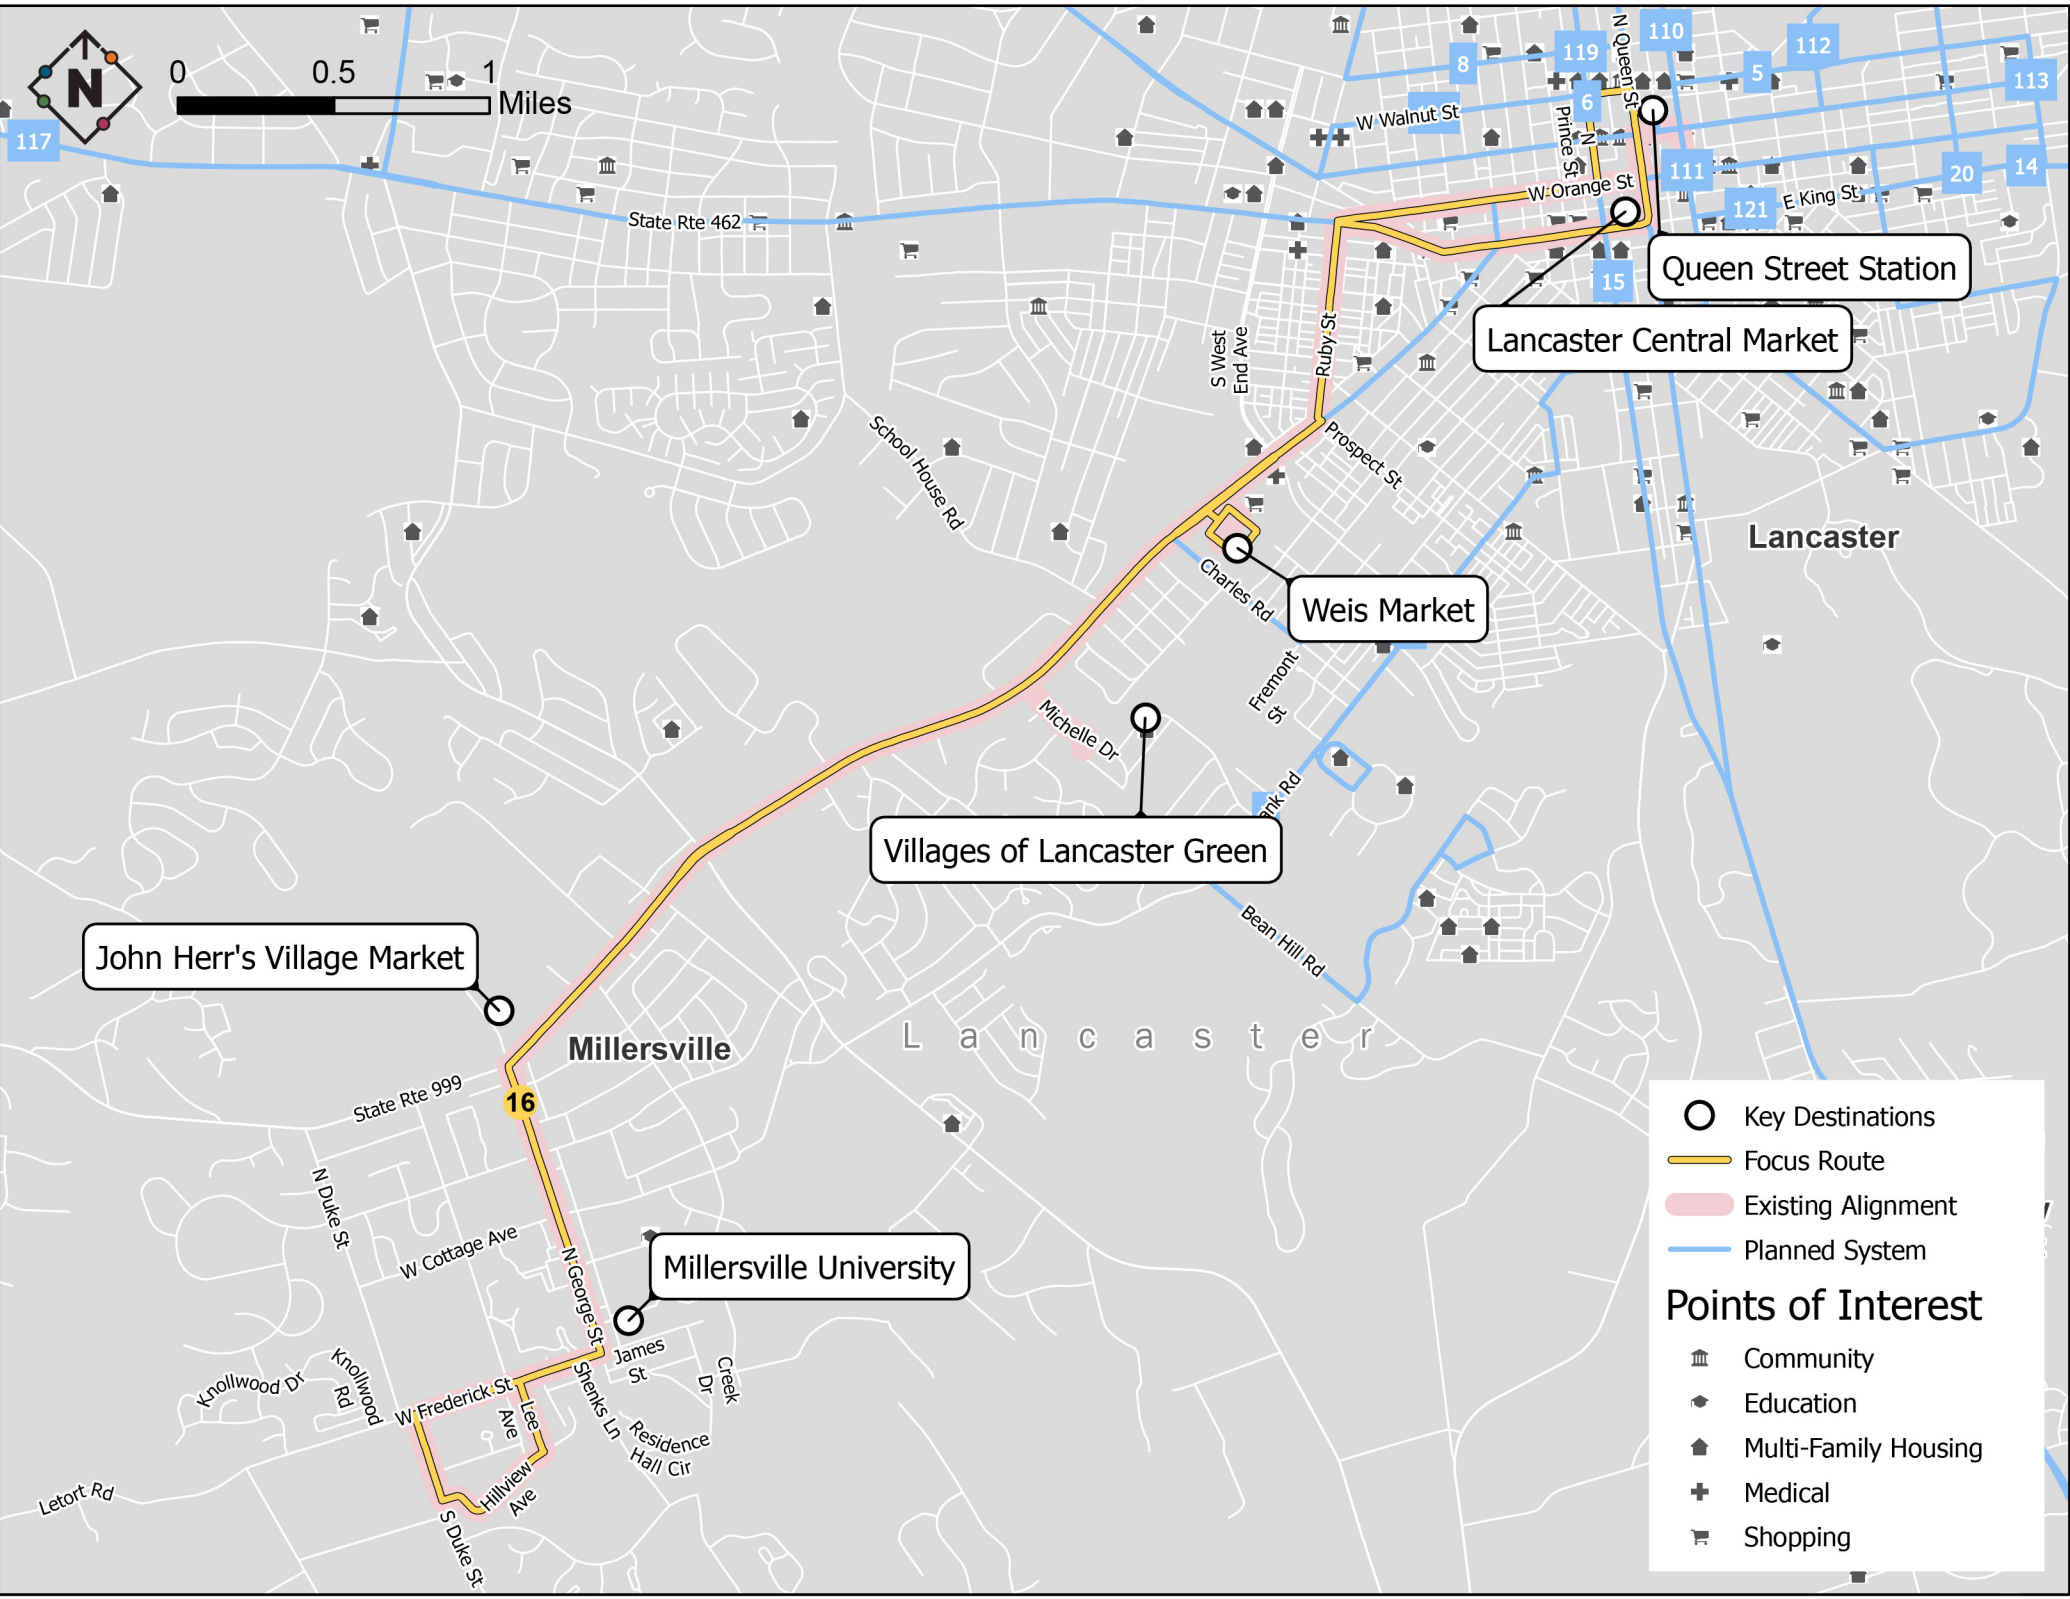 N
0 0.5 1
Miles
117
State Rte 462
8
119
N Queen St
110
112
5
113
6
W Walnut St
Prince St
N
W Orange St
111
20
14
121
E King St
15
Queen Street Station
Lancaster Central Market
S West
End Ave
Ruby St
School House Rd
Prospect St
Lancaster
Charles Rd
Weis Market
Fremont
St
Michelle Dr
ank Rd
Villages of Lancaster Green
Bean Hill Rd
John Herr's Village Market
Millersville
Lancaster
State Rte 999
16
N Duke St
W Cottage Ave
N George St
Millersville University
James
St
Creek
Dr
Knollwood Dr
Knollwood
Rd
W Frederick St
Lee
Ave
Shenks Ln
Residence
Hall Cir
Hillview
Ave
Letort Rd
S Duke St
Key Destinations
Focus Route
Existing Alignment
Planned System
Points of Interest
Community
Education
Multi-Family Housing
Medical
Shopping